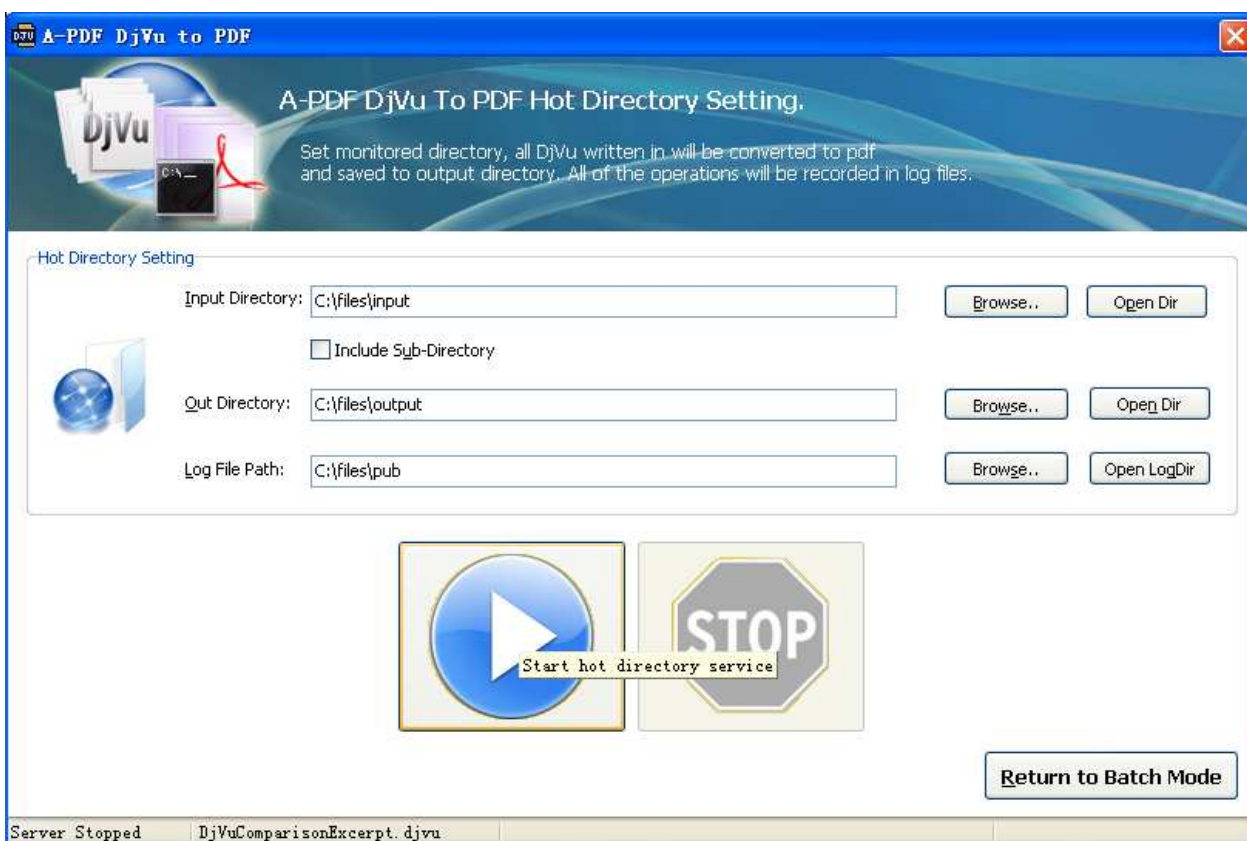 A-PDF DjVu to PDF
A-PDF DjVu To PDF Hot Directory Setting.
DjVu
C:\_
Set monitored directory, all DjVu written in will be converted to pdf
and saved to output directory. All of the operations will be recorded in log files.
Hot Directory Setting
Input Directory: C:\files\input Browse.. Open Dir
Include Sub-Directory
Out Directory: C:\files\output Browse.. Open Dir
Log File Path: C:\files\pub Browse.. Open LogDir
STOP
Start hot directory service
Return to Batch Mode
Server Stopped DjVuComparisonExcerpt.djvu